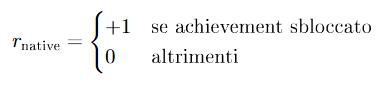 r_native = { +1 se achievement sbloccato
0 altrimenti